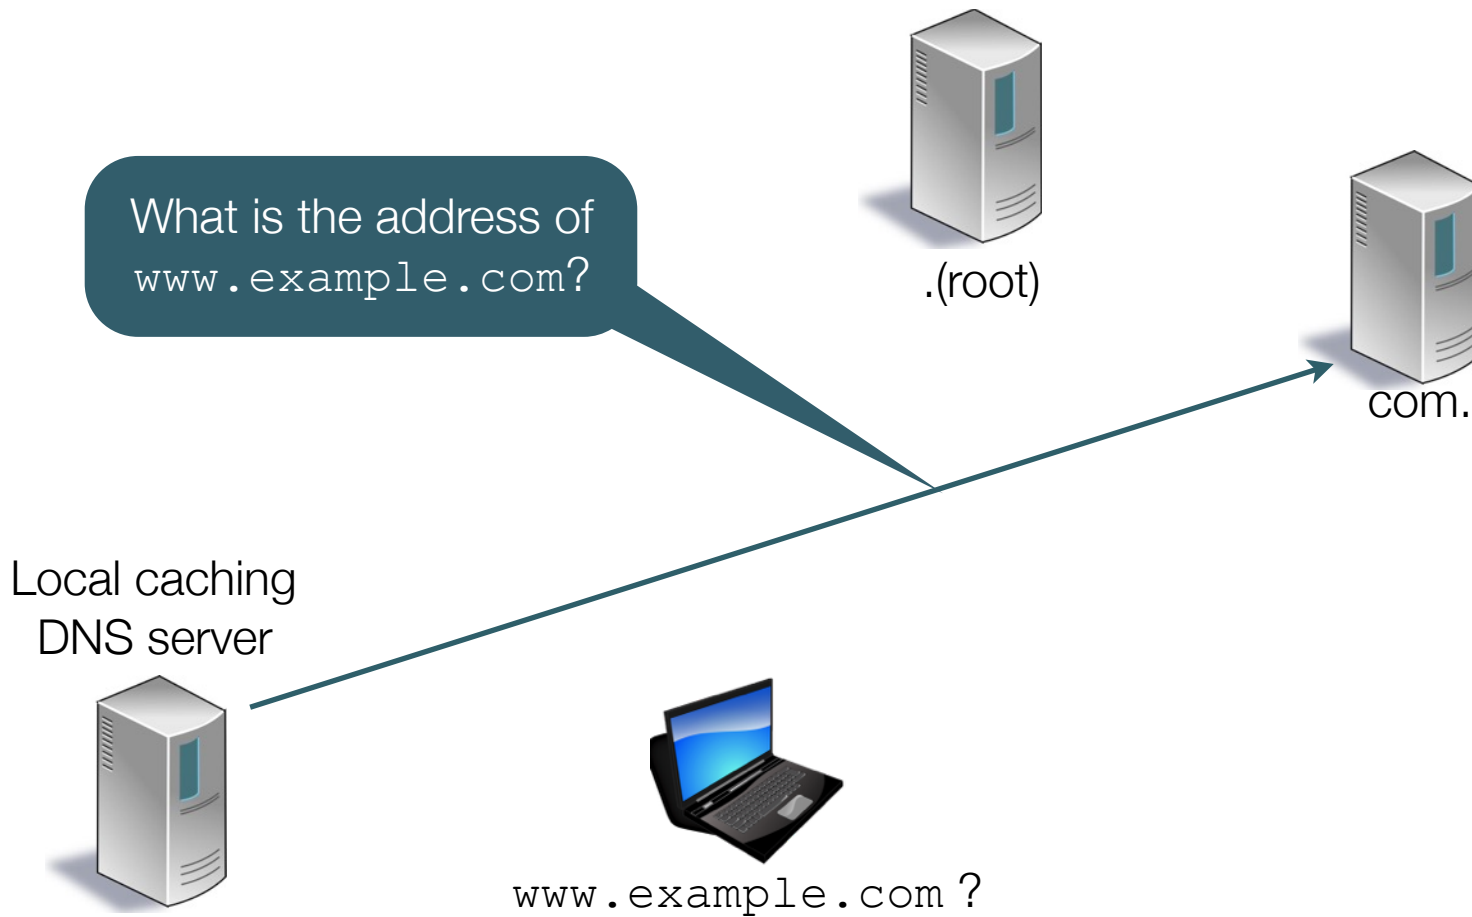 What is the address of
www.example.com?
.(root)
com.
Local caching
DNS server
www.example.com ?